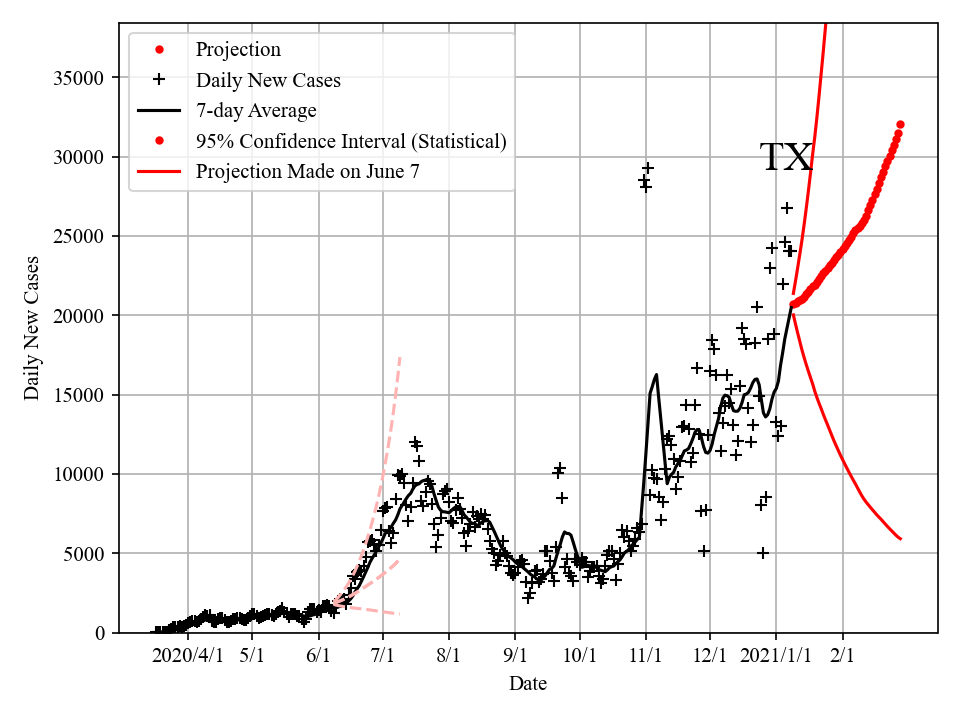 Projection
Daily New Cases
7-day Average
95% Confidence Interval (Statistical)
Projection Made on June 7
TX
35000
30000
25000
20000
15000
10000
5000
0
Daily New Cases
2020/4/1 5/1 6/1 7/1 8/1 9/1 10/1 11/1 12/1 2021/1/1 2/1
Date